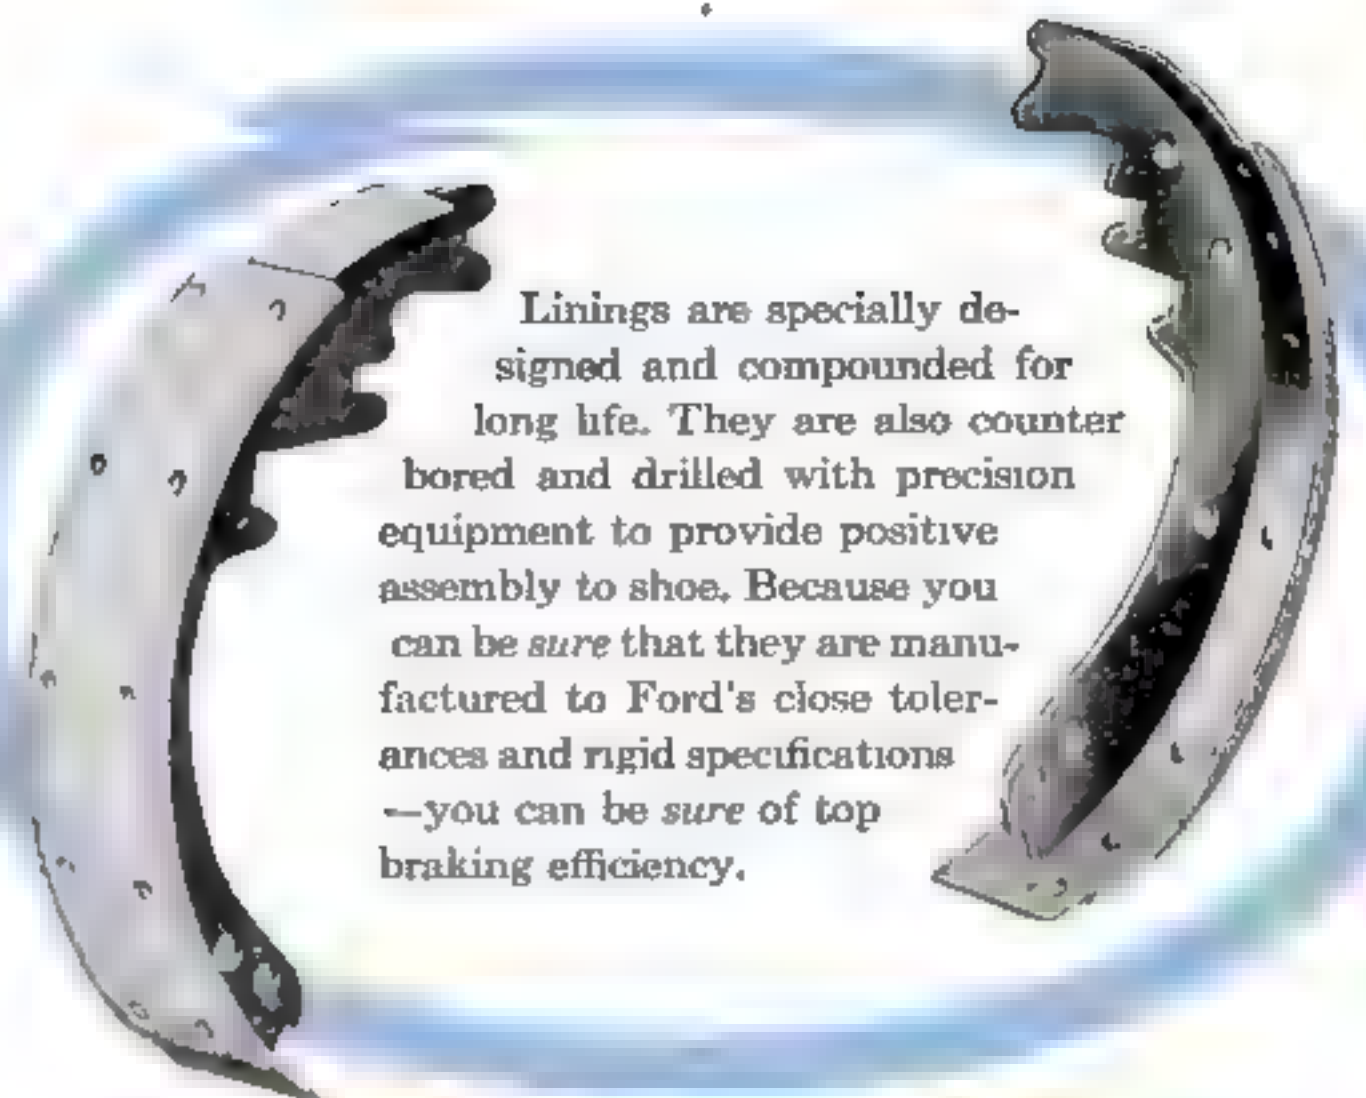 Linings are specially de-
signed and compounded for
long life. They are also counter
bored and drilled with precision
equipment to provide positive
assembly to shoe. Because you
can be sure that they are manu-
factured to Ford's close toler-
ances and rigid specifications
—you can be sure of top
braking efficiency.